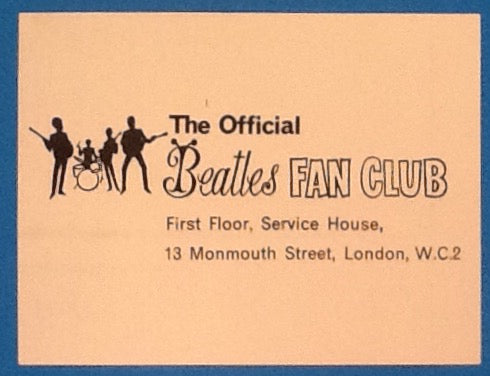 The Official
Beatles FAN CLUB
First Floor, Service House,
13 Monmouth Street, London, W.C.2